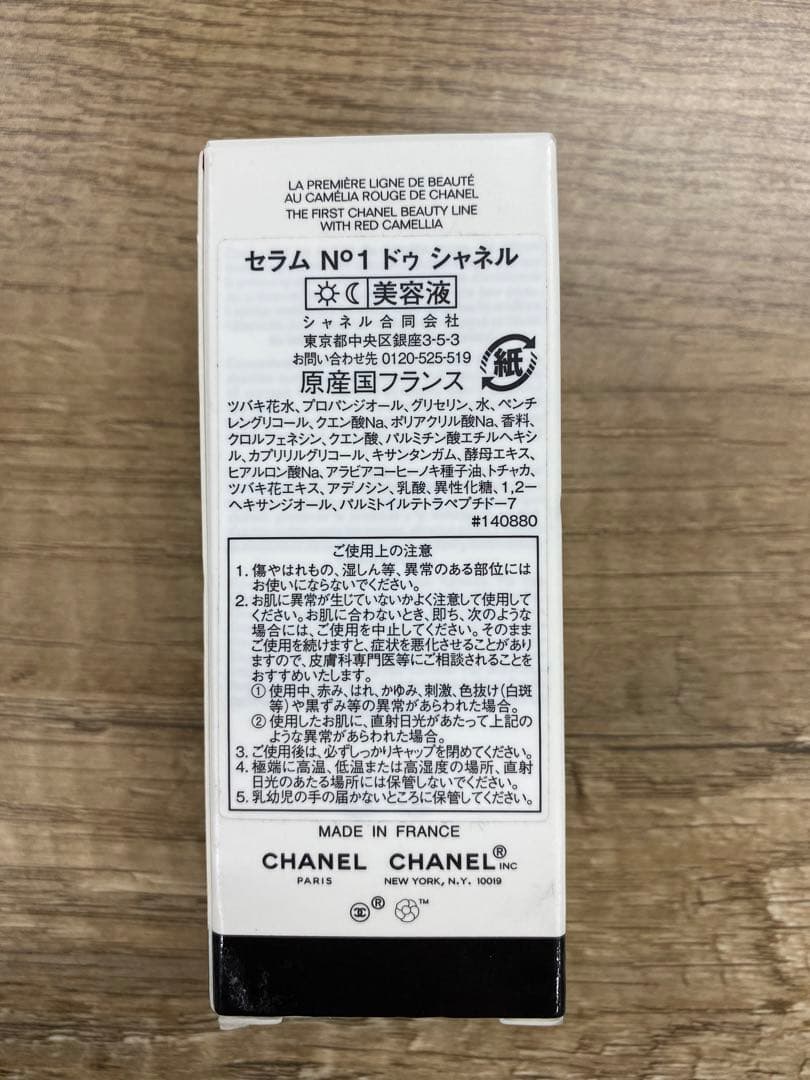 LA PREMIÈRE LIGNE DE BEAUTÉ
AU CAMÉLIA ROUGE DE CHANEL
THE FIRST CHANEL BEAUTY LINE
WITH RED CAMELLIA
セラム Nº1 ドゥ シャネル
美容液
シャネル合同会社
東京都中央区銀座3-5-3
お問い合わせ先 0120-525-519
紙
原産国フランス
ツバキ花水、プロパンジオール、グリセリン、水、ペンチ
レングリコール、クエン酸Na、ポリアクリル酸Na、香料、
クロルフェネシン、クエン酸、パルミチン酸エチルヘキシ
ル、カプリリルグリコール、キサンタンガム、酵母エキス、
ヒアルロン酸Na、アラビアコーヒーノキ種子油、トチャカ、
ツバキ花エキス、アデノシン、乳酸、異性化糖、1,2－
ヘキサンジオール、パルミトイルテトラペプチド－7
#140880
ご使用上の注意
1. 傷やはれもの、湿しん等、異常のある部位には
お使いにならないでください。
2. お肌に異常が生じていないかよく注意して使用して
ください。お肌に合わないとき、即ち、次のような
場合には、ご使用を中止してください。そのまま
ご使用を続けますと、症状を悪化させることがあり
ますので、皮膚科専門医等にご相談されることを
おすすめいたします。
① 使用中、赤み、はれ、かゆみ、刺激、色抜け(白斑
等)や黒ずみ等の異常があらわれた場合。
② 使用したお肌に、直射日光があたって上記の
ような異常があらわれた場合。
3. ご使用後は、必ずしっかりキャップを閉めてください。
4. 極端に高温、低温または高湿度の場所、直射
日光のあたる場所には保管しないでください。
5. 乳幼児の手の届かないところに保管してください。
MADE IN FRANCE
CHANEL CHANEL® INC
PARIS NEW YORK, N.Y. 10019
® ™